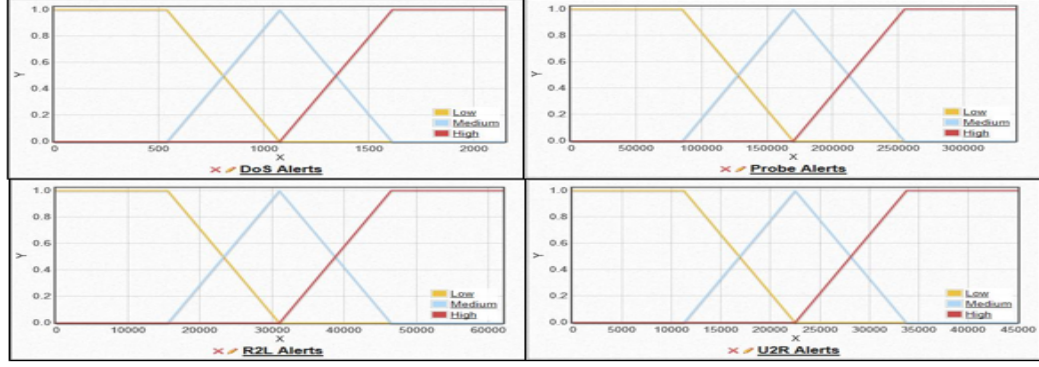 1.0
0.8
0.6
0.4
0.2
0.0
Y
0 500 1000 1500 2000
X
Low
Medium
High
DoS Alerts
1.0
0.8
0.6
0.4
0.2
0.0
Y
0 50000 100000 150000 200000 250000 300000
X
Low
Medium
High
Probe Alerts
1.0
0.8
0.6
0.4
0.2
0.0
Y
0 10000 20000 30000 40000 50000 60000
X
Low
Medium
High
R2L Alerts
1.0
0.8
0.6
0.4
0.2
0.0
Y
0 5000 10000 15000 20000 25000 30000 35000 40000 45000
X
Low
Medium
High
U2R Alerts